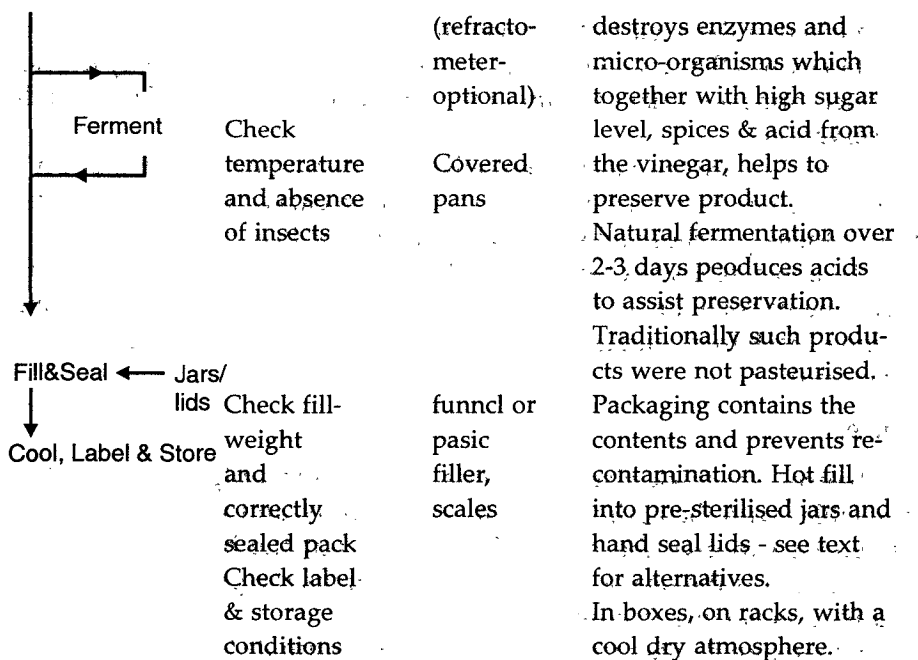 (refracto- destroys enzymes and
meter- micro-organisms which
optional) together with high sugar
Ferment Check level, spices & acid from
temperature Covered the vinegar, helps to
and absence pans preserve product.
of insects Natural fermentation over
2-3 days peoduces acids
to assist preservation.
Traditionally such produ-
cts were not pasteurised.
Fill&Seal Jars/
lids Check fill- funncl or Packaging contains the
weight pasic contents and prevents re-
Cool, Label & Store and filler, contamination. Hot fill
correctly scales into pre-sterilised jars and
sealed pack hand seal lids - see text
Check label for alternatives.
& storage In boxes, on racks, with a
conditions cool dry atmosphere.